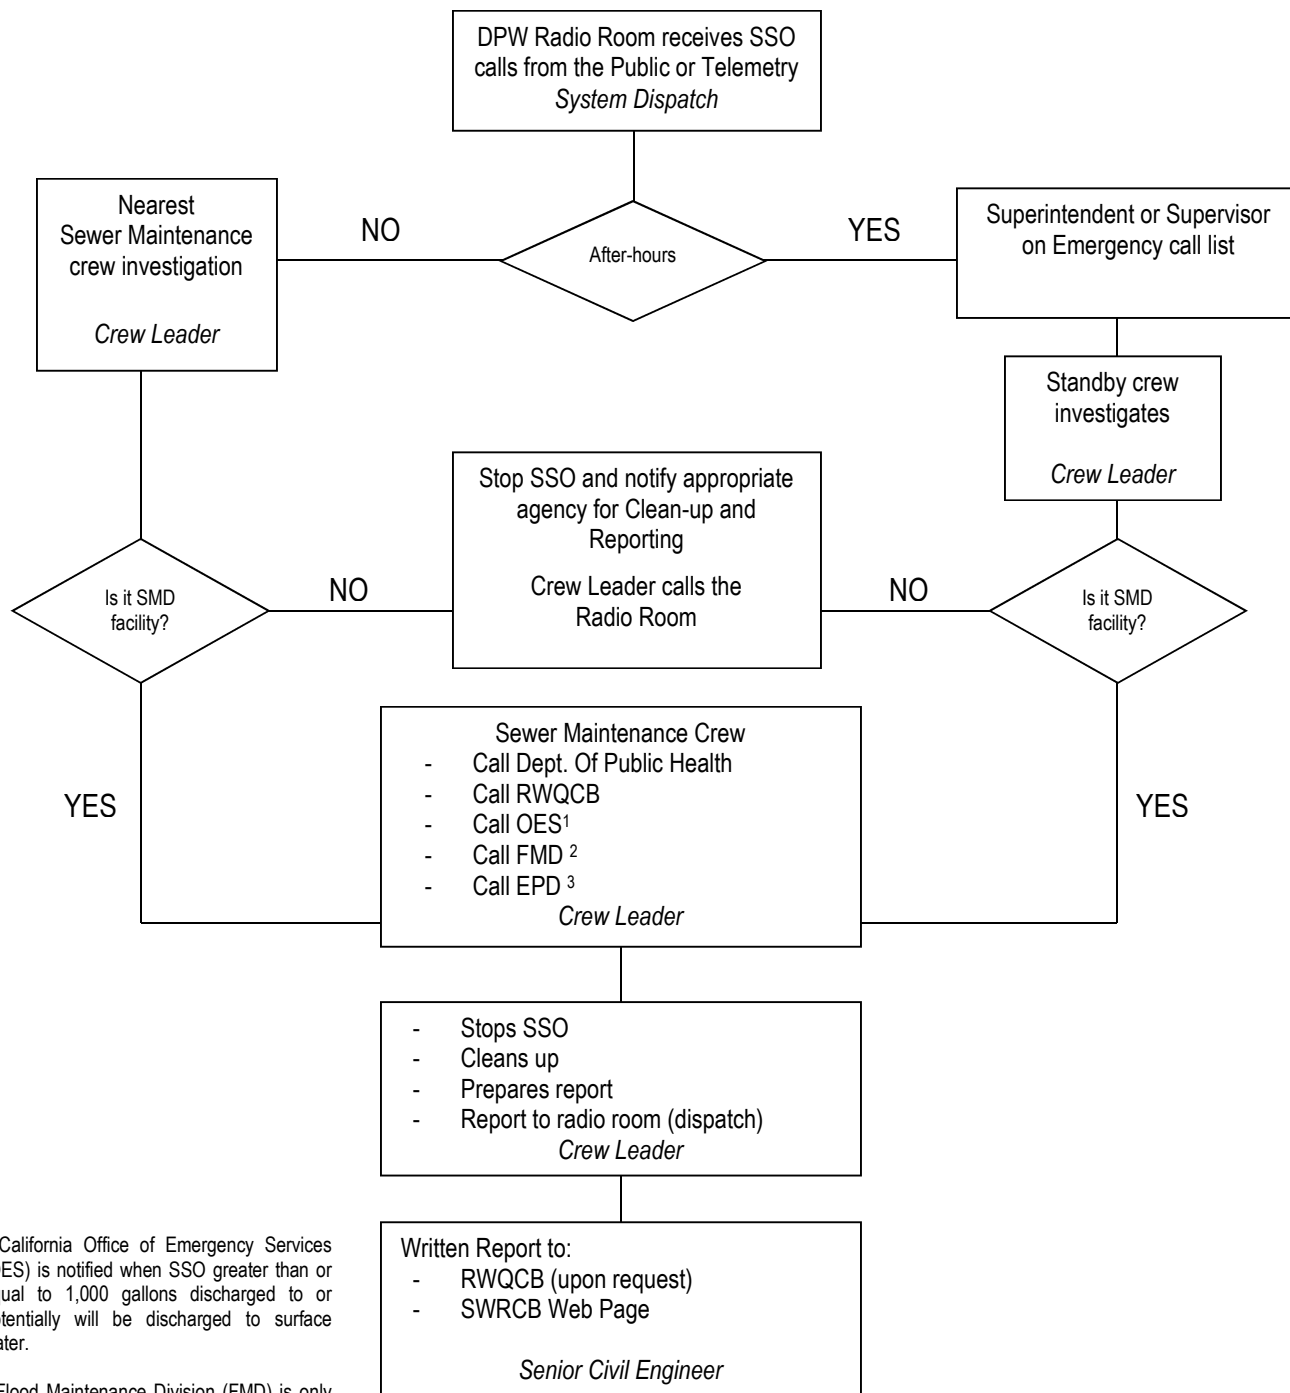 DPW Radio Room receives SSO
calls from the Public or Telemetry
System Dispatch
Nearest
Sewer Maintenance
crew investigation
Crew Leader
NO
After-hours
YES
Superintendent or Supervisor
on Emergency call list
Standby crew
investigates
Crew Leader
Stop SSO and notify appropriate
agency for Clean-up and
Reporting
Crew Leader calls the
Radio Room
Is it SMD
facility?
NO
NO
Is it SMD
facility?
YES
Sewer Maintenance Crew
- Call Dept. Of Public Health
- Call RWQCB
- Call OES¹
- Call FMD ²
- Call EPD ³
Crew Leader
YES
- Stops SSO
- Cleans up
- Prepares report
- Report to radio room (dispatch)
Crew Leader
Written Report to:
- RWQCB (upon request)
- SWRCB Web Page
Senior Civil Engineer
California Office of Emergency Services
is notified when SSO greater than or
to 1,000 gallons discharged to or
will be discharged to surface
Flood Maintenance Division (FMD) is only